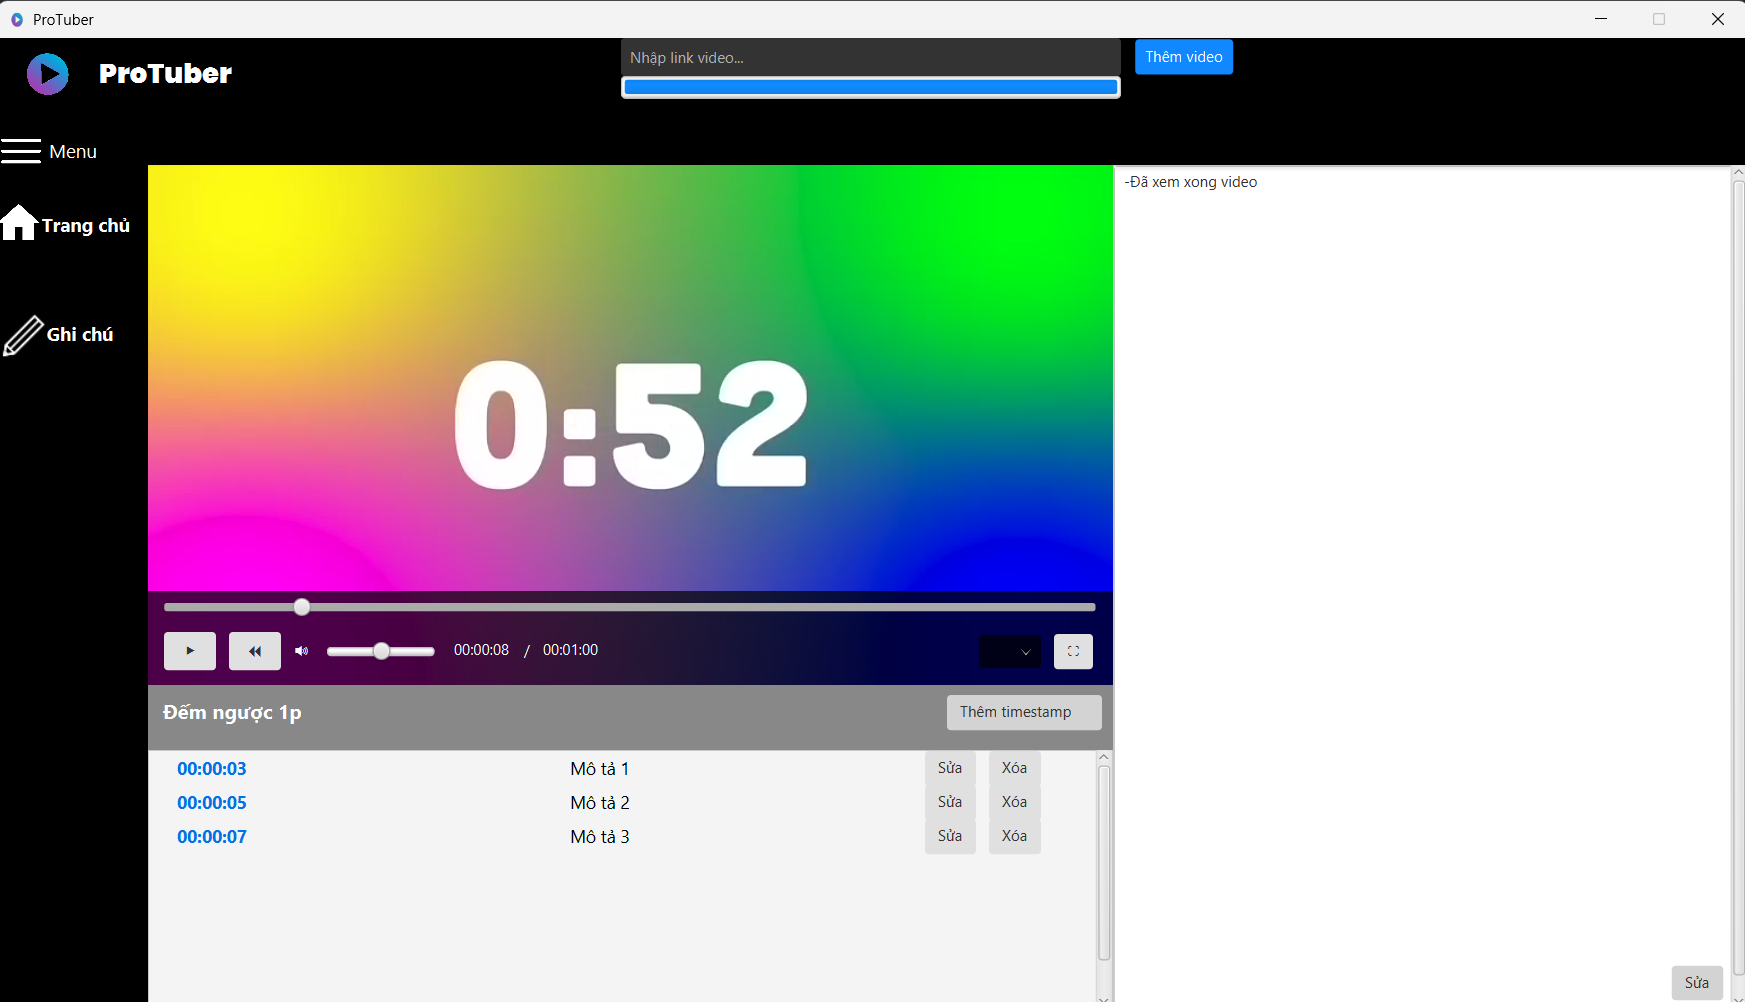 ProTuber
ProTuber
Nhập link video...
Thêm video
Menu
Trang chủ
Ghi chú
0:52
00:00:08 / 00:01:00
Đếm ngược 1p
Thêm timestamp
00:00:03 Mô tả 1 Sửa Xóa
00:00:05 Mô tả 2 Sửa Xóa
00:00:07 Mô tả 3 Sửa Xóa
-Đã xem xong video
Sửa